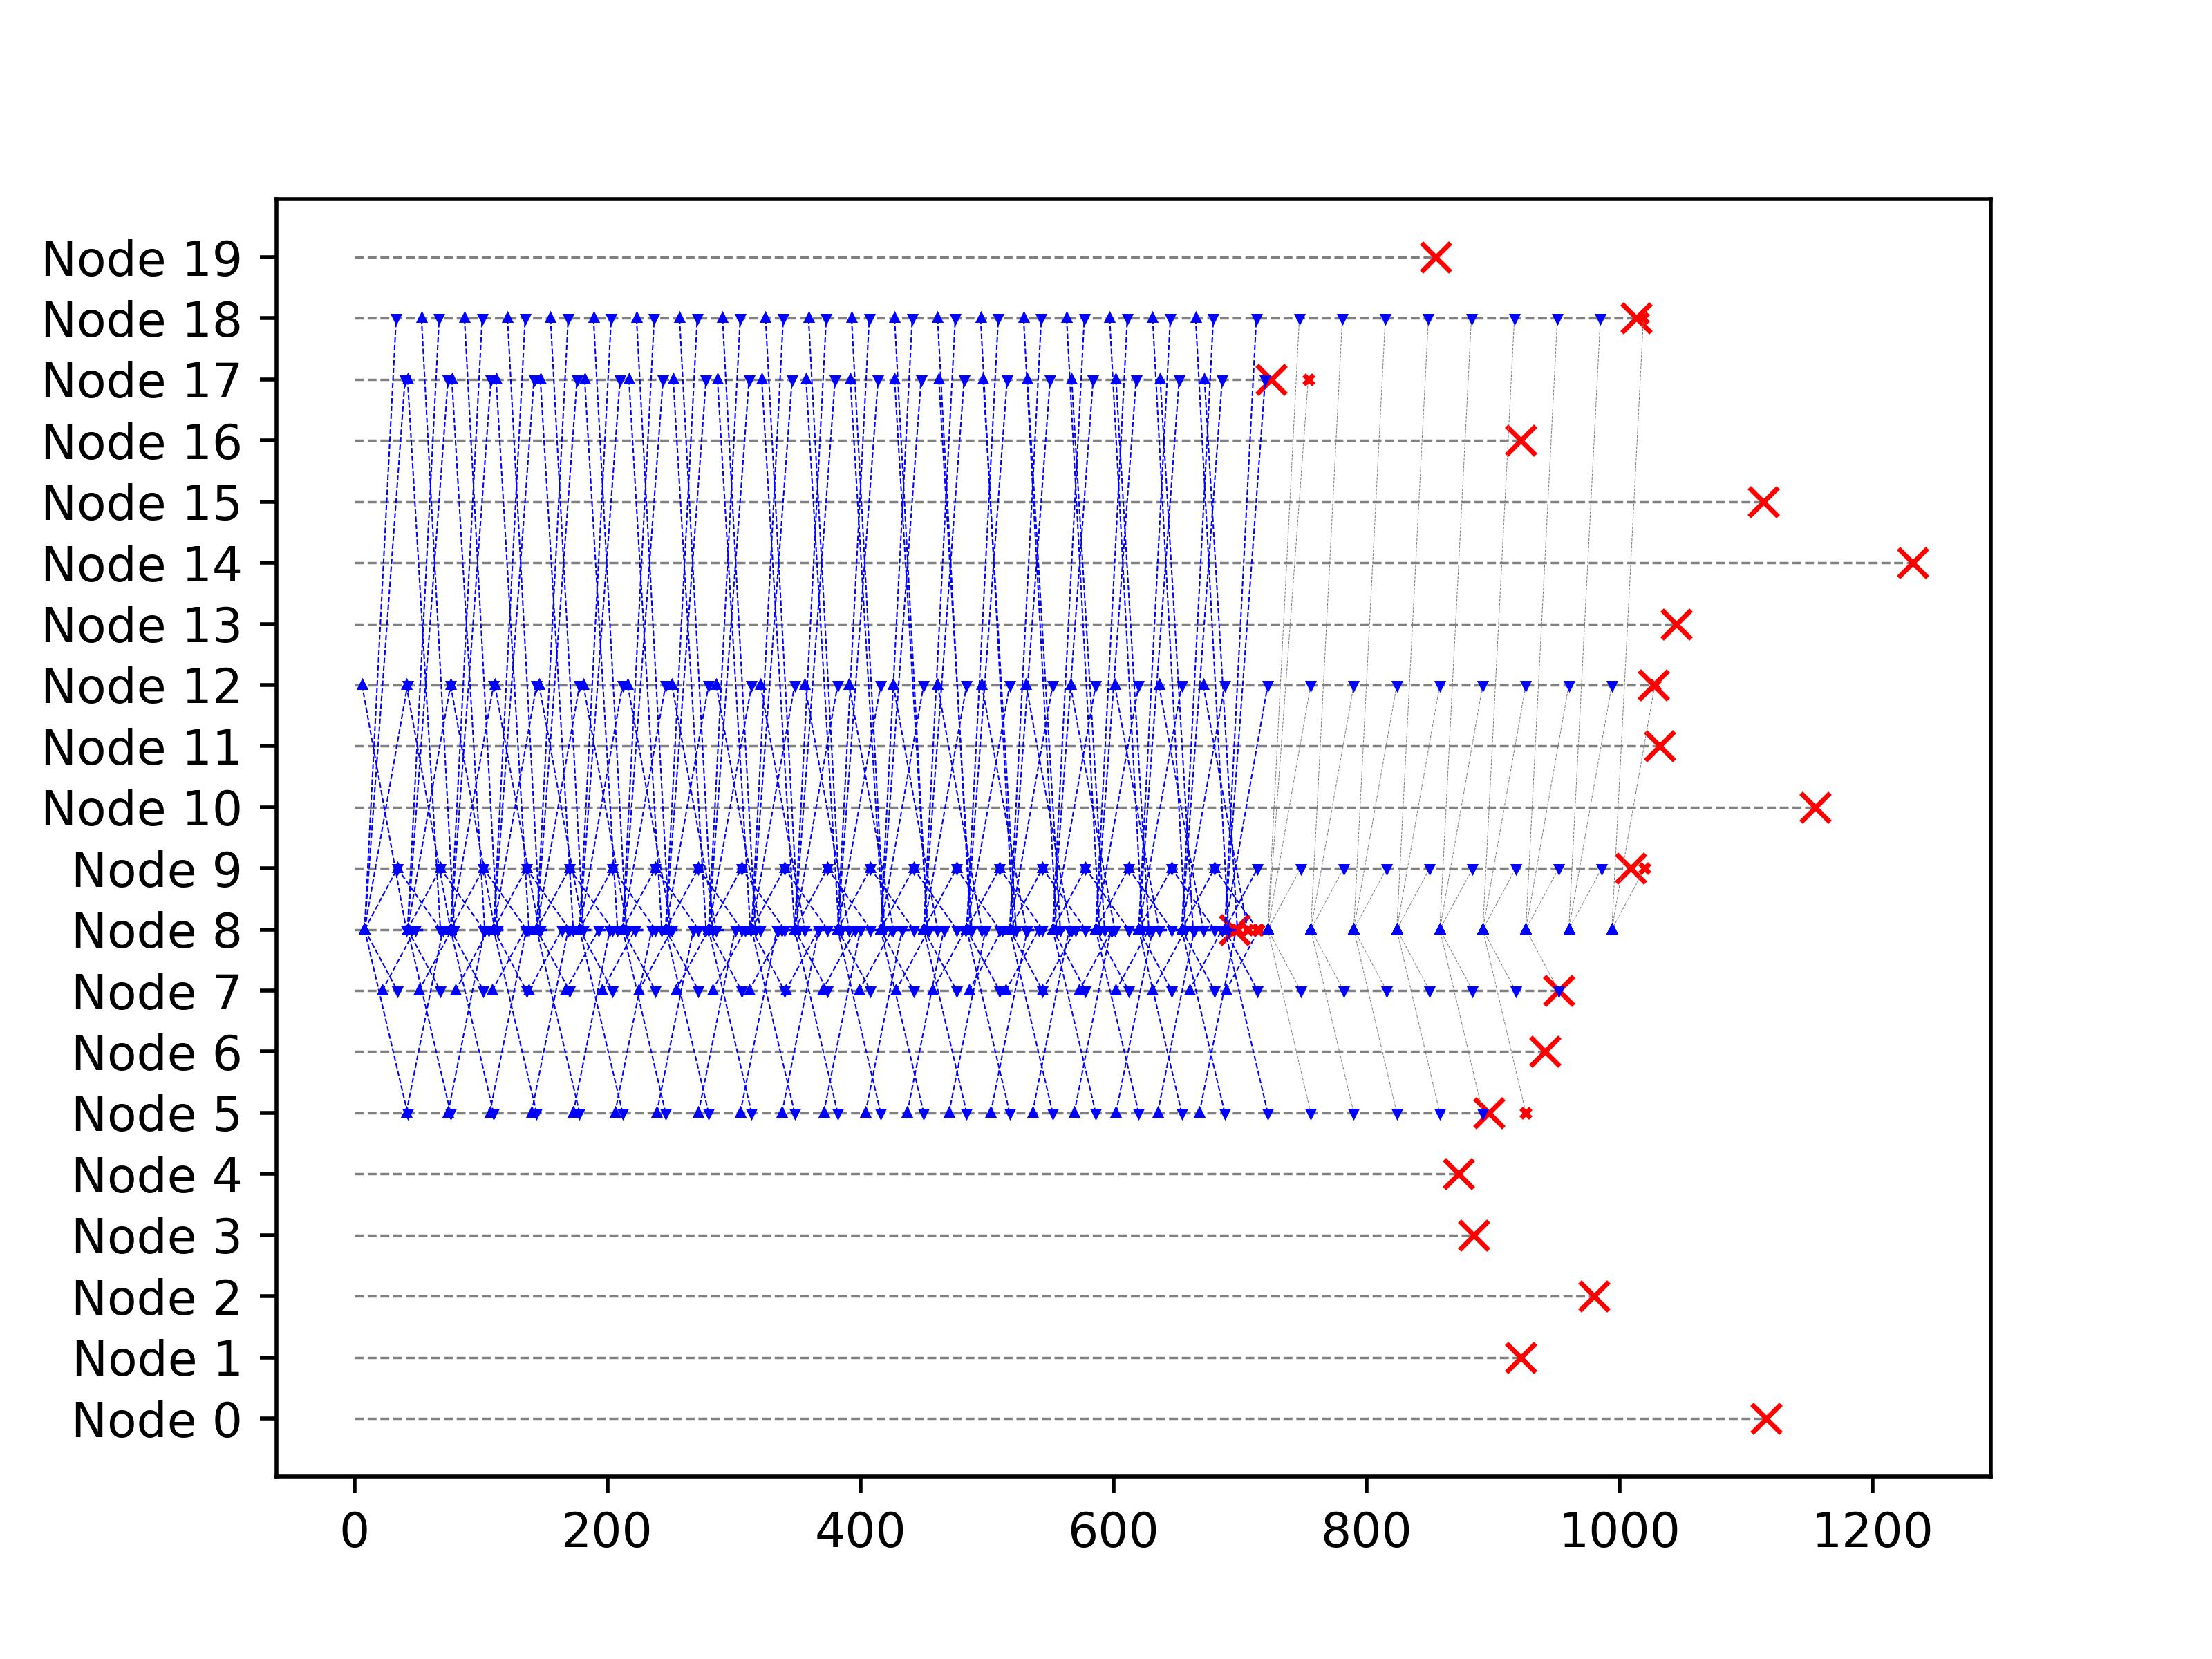 Node 19
Node 18
Node 17
Node 16
Node 15
Node 14
Node 13
Node 12
Node 11
Node 10
Node 9
Node 8
Node 7
Node 6
Node 5
Node 4
Node 3
Node 2
Node 1
Node 0
0 200 400 600 800 1000 1200